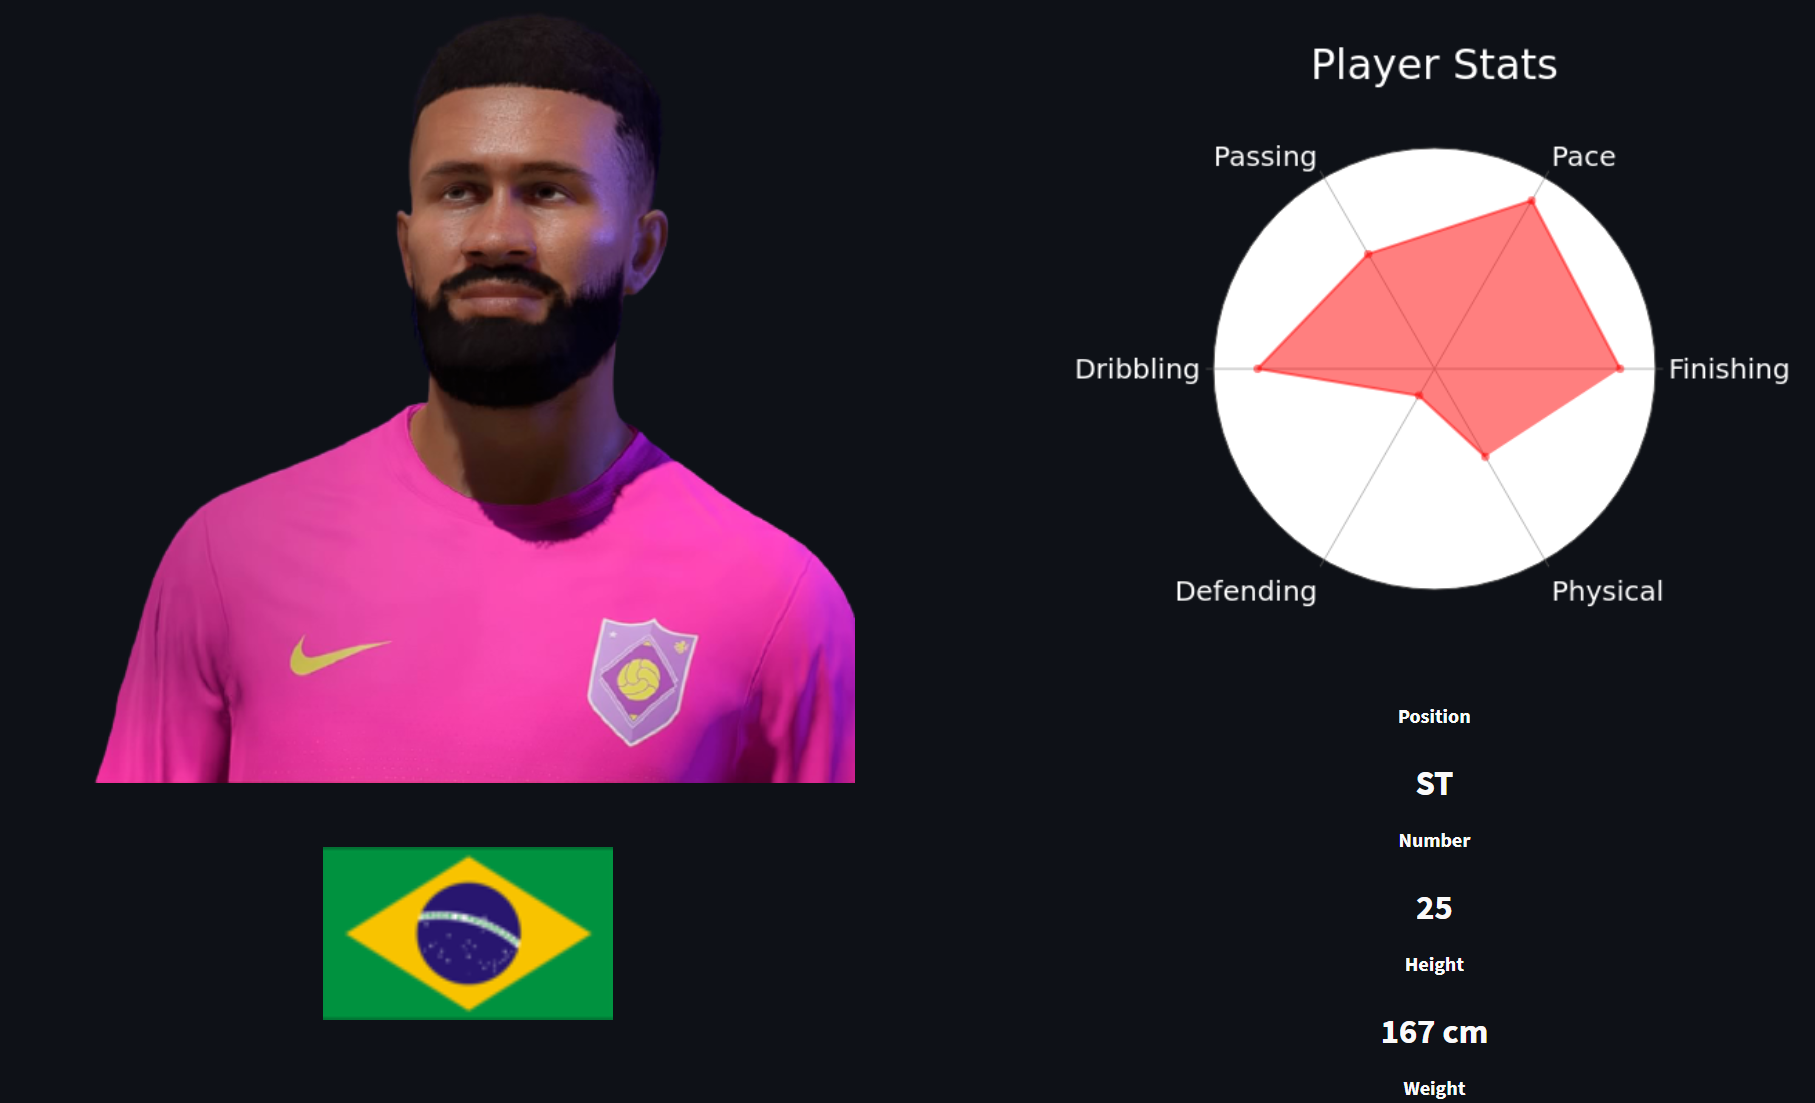 Player Stats
Passing
Pace
Dribbling
Finishing
Defending
Physical
Position
ST
Number
25
Height
167 cm
Weight